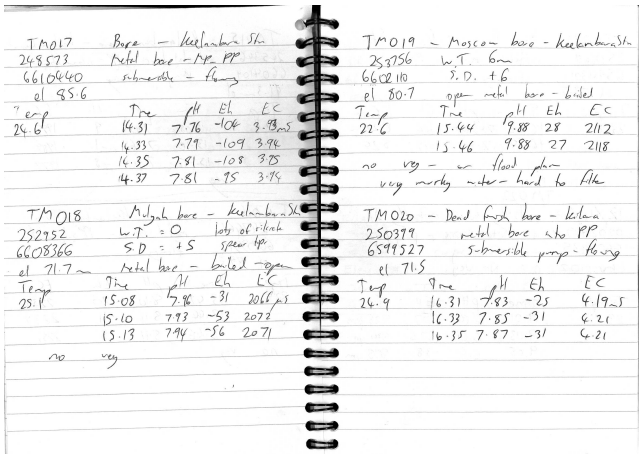 TM017 Bore - Keelambara Stn
248573 Metal bore - No PP
6610440 submersible - flowing
el 85.6
Temp Time pH Eh EC
24.6 14.31 7.76 -104 3.93mS
14.33 7.79 -109 3.94
14.35 7.81 -108 3.95
14.37 7.81 -95 3.94
TM018 Mulgah bore - Keelambara Stn
252952 W.T. = 0 lots of
6608366 S.D = +5
el 71.7m Metal bore - bailed - open
Temp Time pH Eh EC
25.1 15.08 7.96 -31 2066 µS
15.10 7.93 -53 2072
15.13 7.94 -56 2071
no veg
TM019 - Moscow bore - Keelambara Stn
253756 W.T. 6m
6602110 S.D. +6
el 80.7 open metal bore - bailed
Temp Time pH Eh EC
22.6 15.44 9.88 28 2112
15.46 9.88 27 2118
no veg - on flood plain
very murky water - hard to filter
TM020 - Dead finish bore - Kilara
250399 metal bore into PP
6599527 submersible pump - flowing
el 71.5
Temp Time pH Eh EC
24.9 16.31 7.83 -25 4.19mS
16.33 7.85 -31 4.21
16.35 7.87 -31 4.21